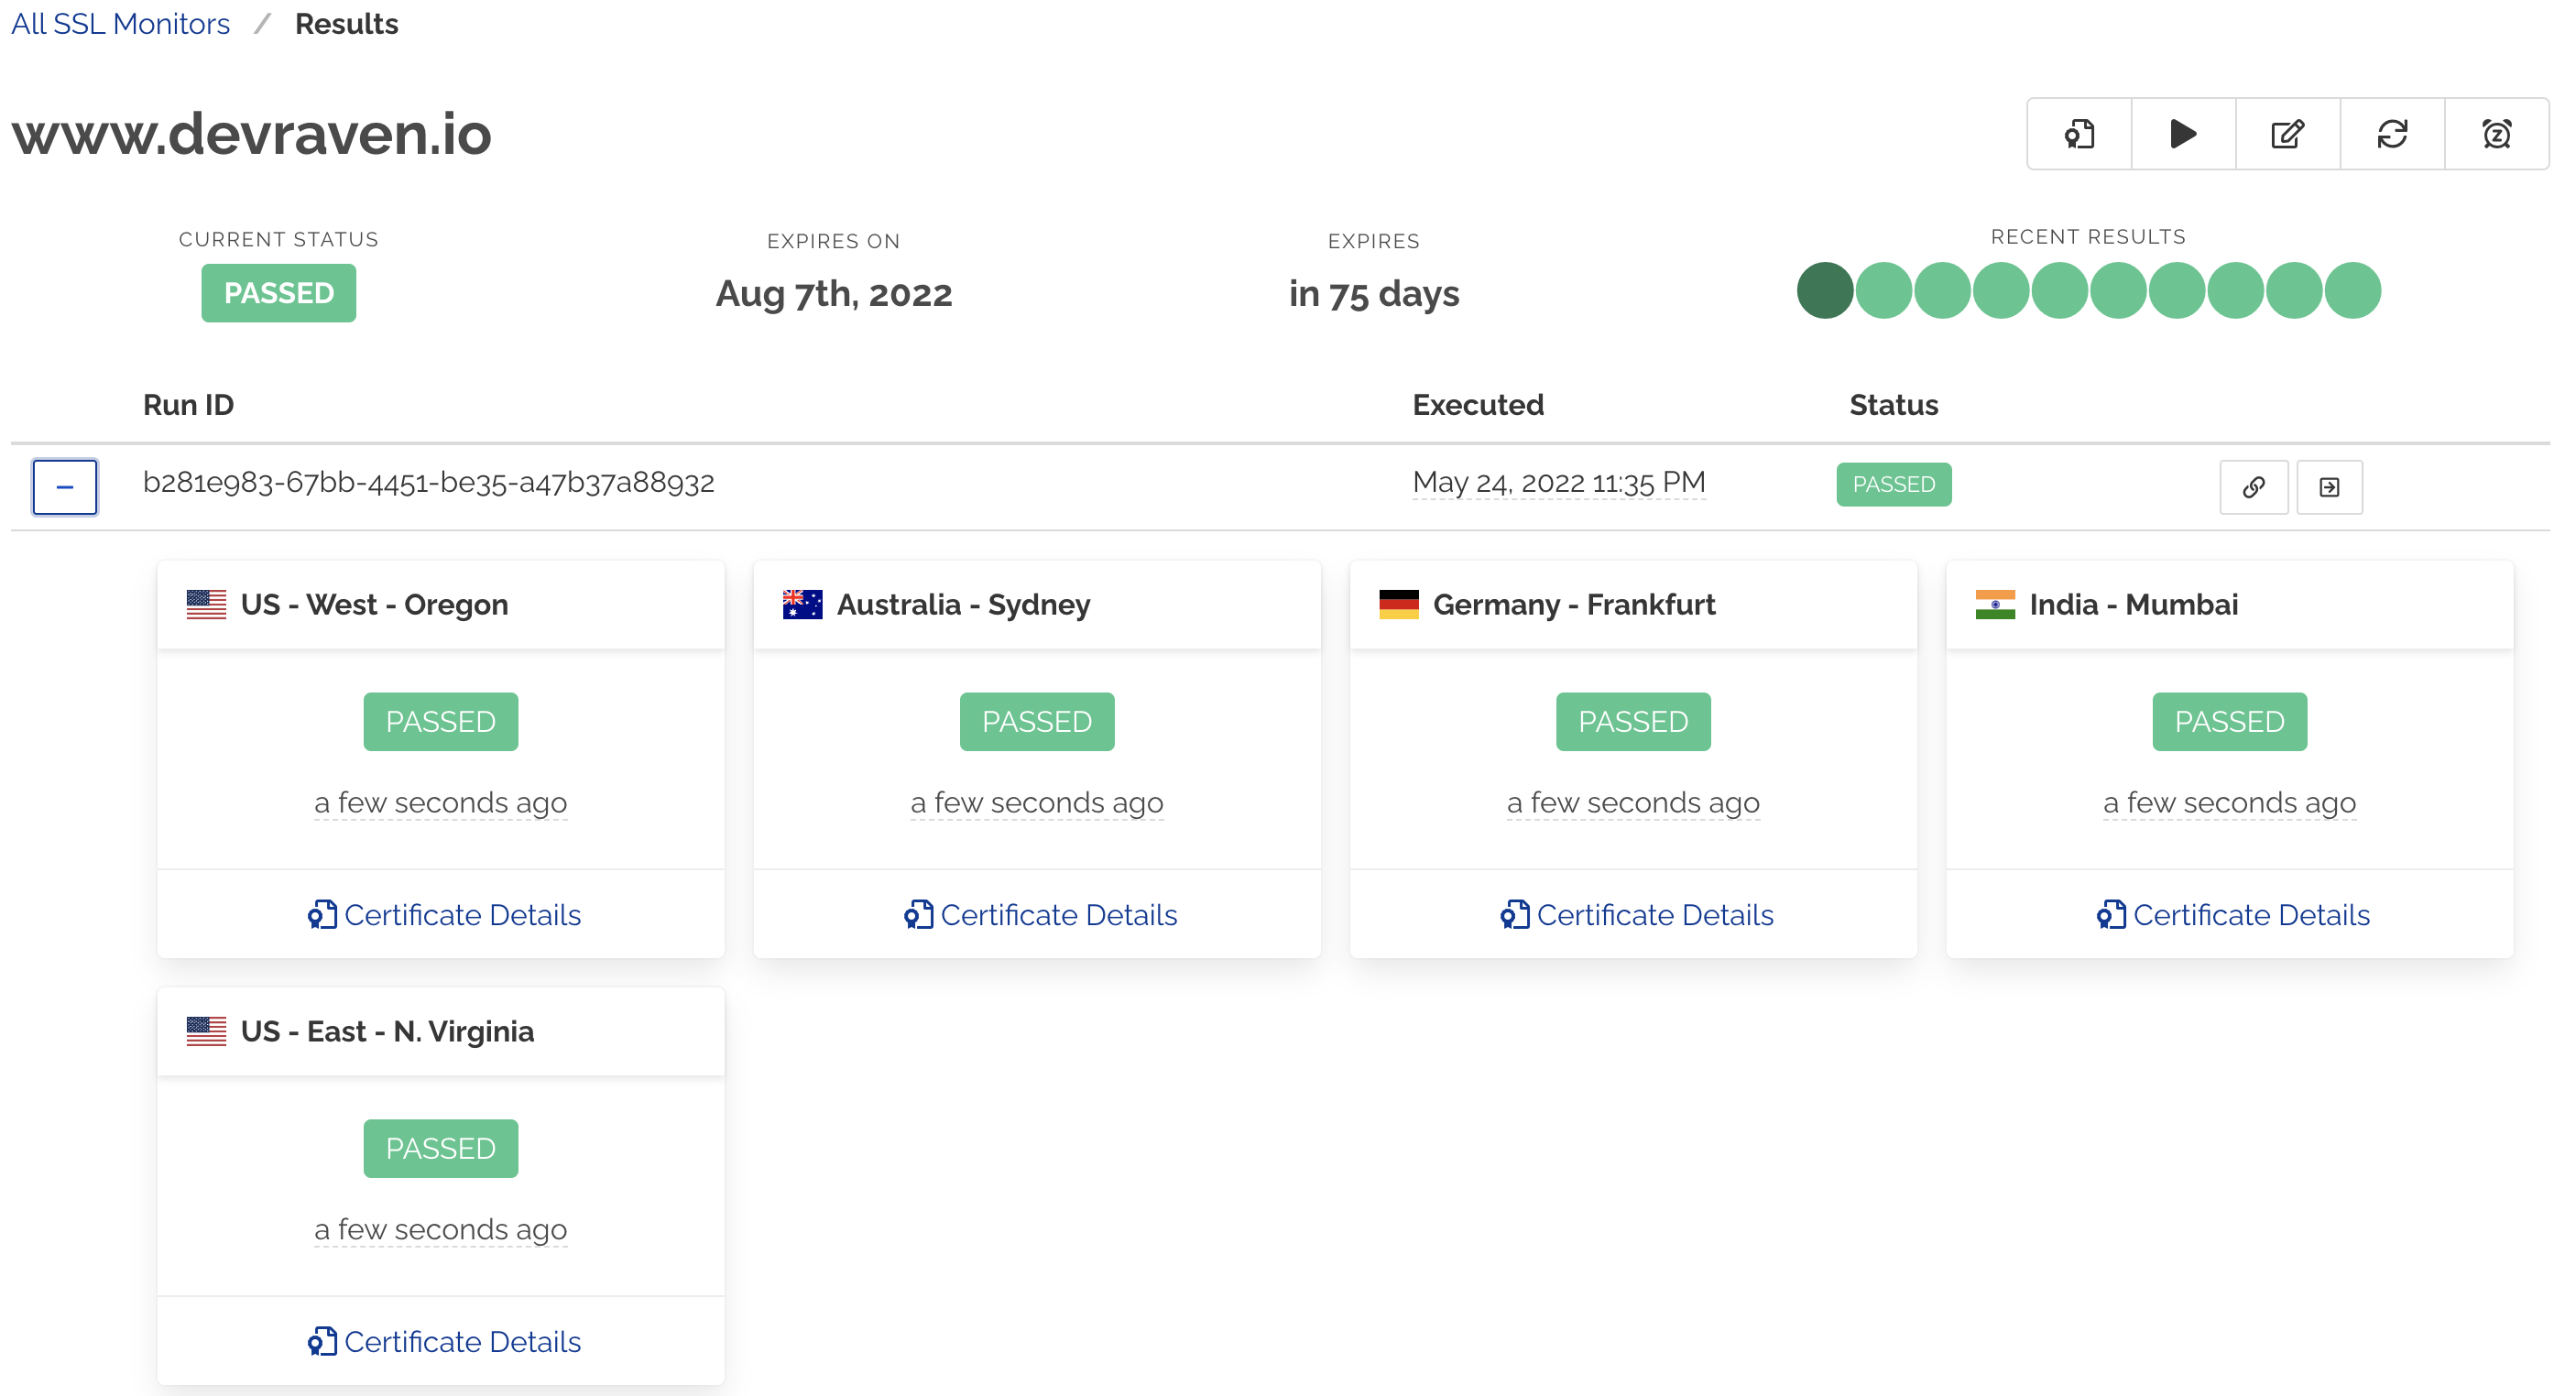 All SSL Monitors / Results
www.devraven.io
CURRENT STATUS
PASSED
EXPIRES ON
Aug 7th, 2022
EXPIRES
in 75 days
RECENT RESULTS
Run ID Executed Status
b281e983-67bb-4451-be35-a47b37a88932 May 24, 2022 11:35 PM PASSED
US - West - Oregon
PASSED
a few seconds ago
Certificate Details
Australia - Sydney
PASSED
a few seconds ago
Certificate Details
Germany - Frankfurt
PASSED
a few seconds ago
Certificate Details
India - Mumbai
PASSED
a few seconds ago
Certificate Details
US - East - N. Virginia
PASSED
a few seconds ago
Certificate Details